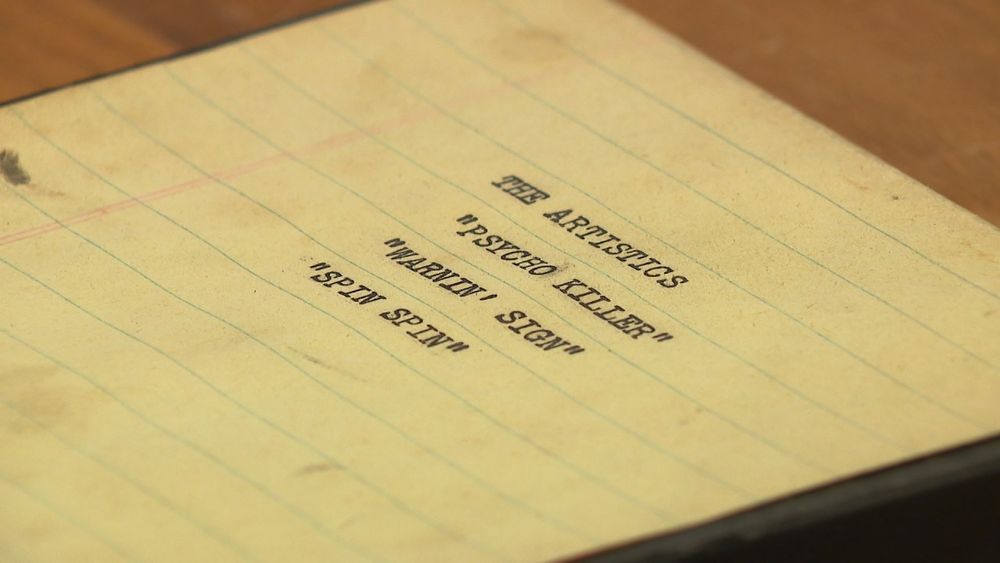 THE ARTISTICS
"PSYCHO KILLER"
"WARNIN' SIGN"
"SPIN SPIN"